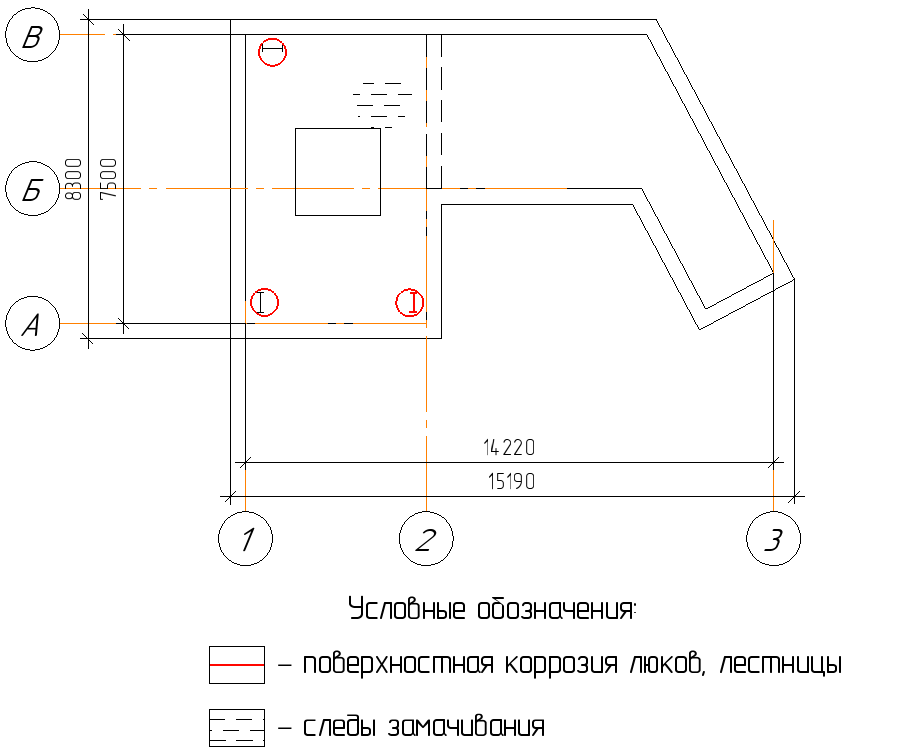 В
Б
А
8300
7500
14220
15190
1
2
3
Условные обозначения:
– поверхностная коррозия люков, лестницы
– следы замачивания